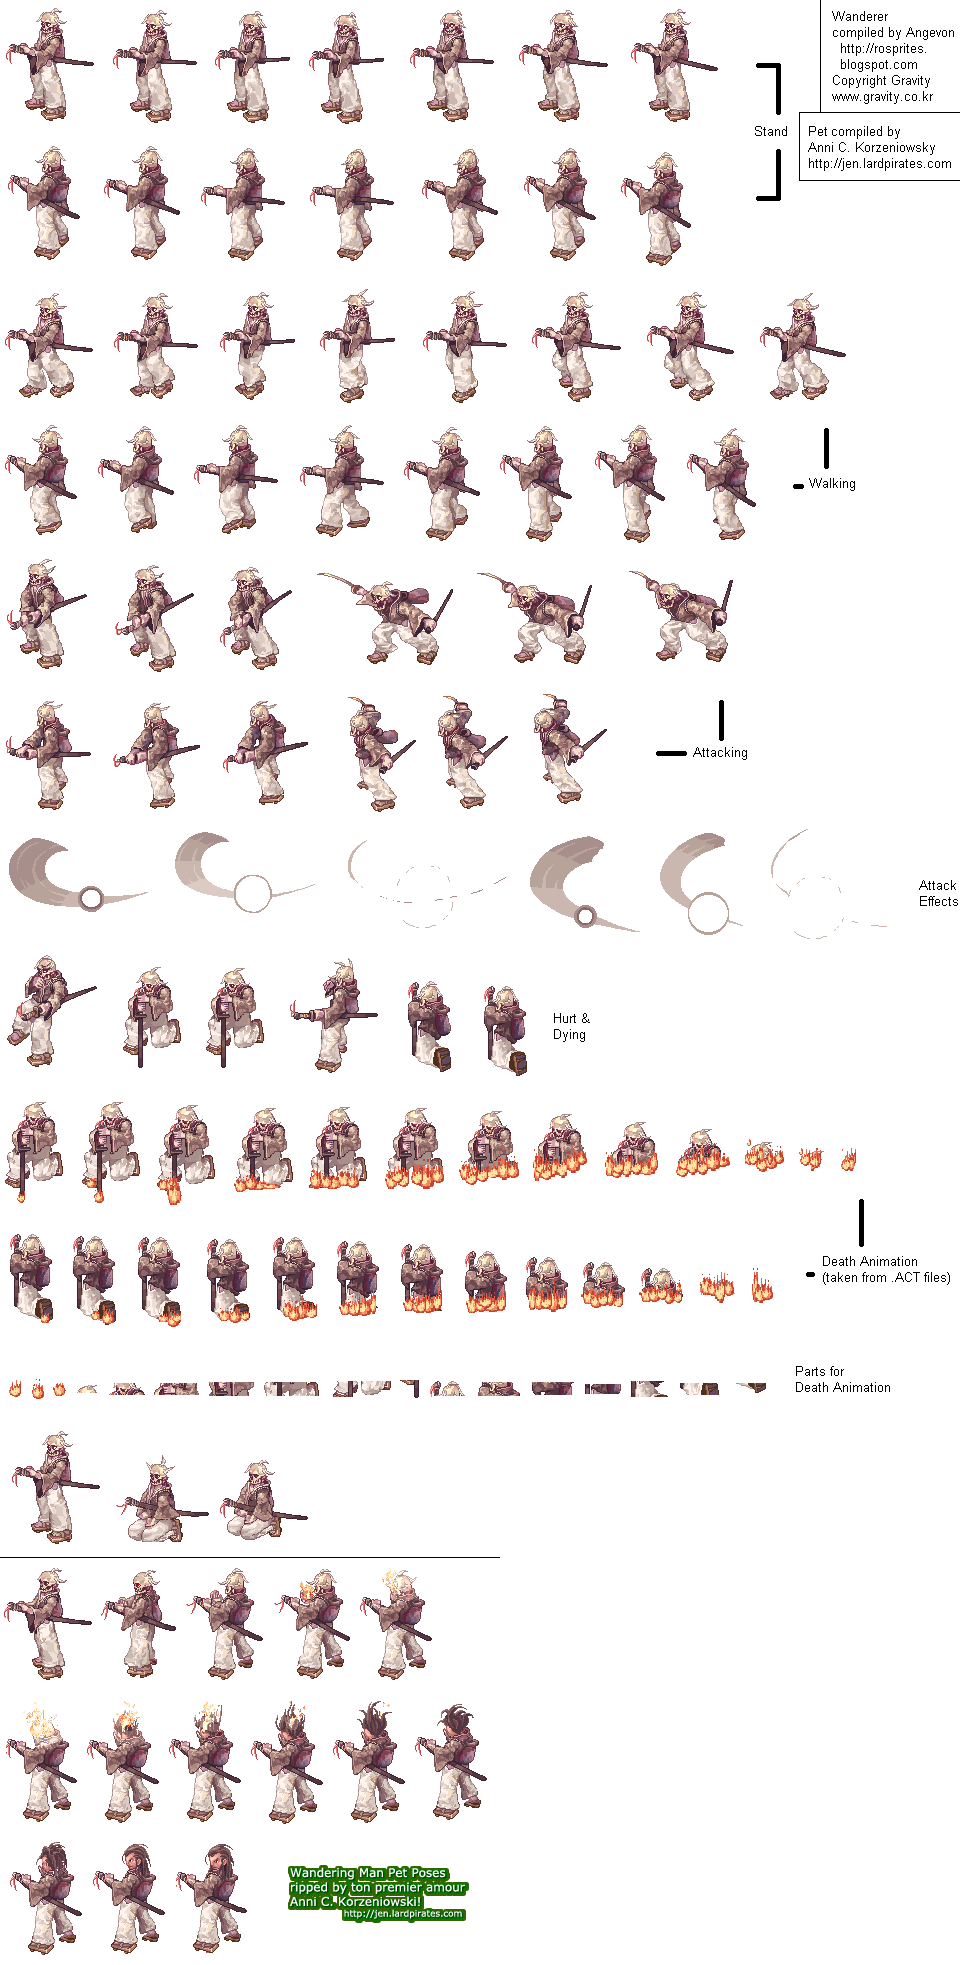 Wanderer
compiled by Angevon
http://rosprites.
blogspot.com
Copyright Gravity
www.gravity.co.kr
Stand
Pet compiled by
Anni C. Korzeniowsky
http://jen.lardpirates.com
Walking
Attacking
Attack
Effects
Hurt &
Dying
Death Animation
(taken from .ACT files)
Parts for
Death Animation
Wandering Man Pet Poses
ripped by ton premier amour
Anni C. Korzeniowski!
http://jen.lardpirates.com